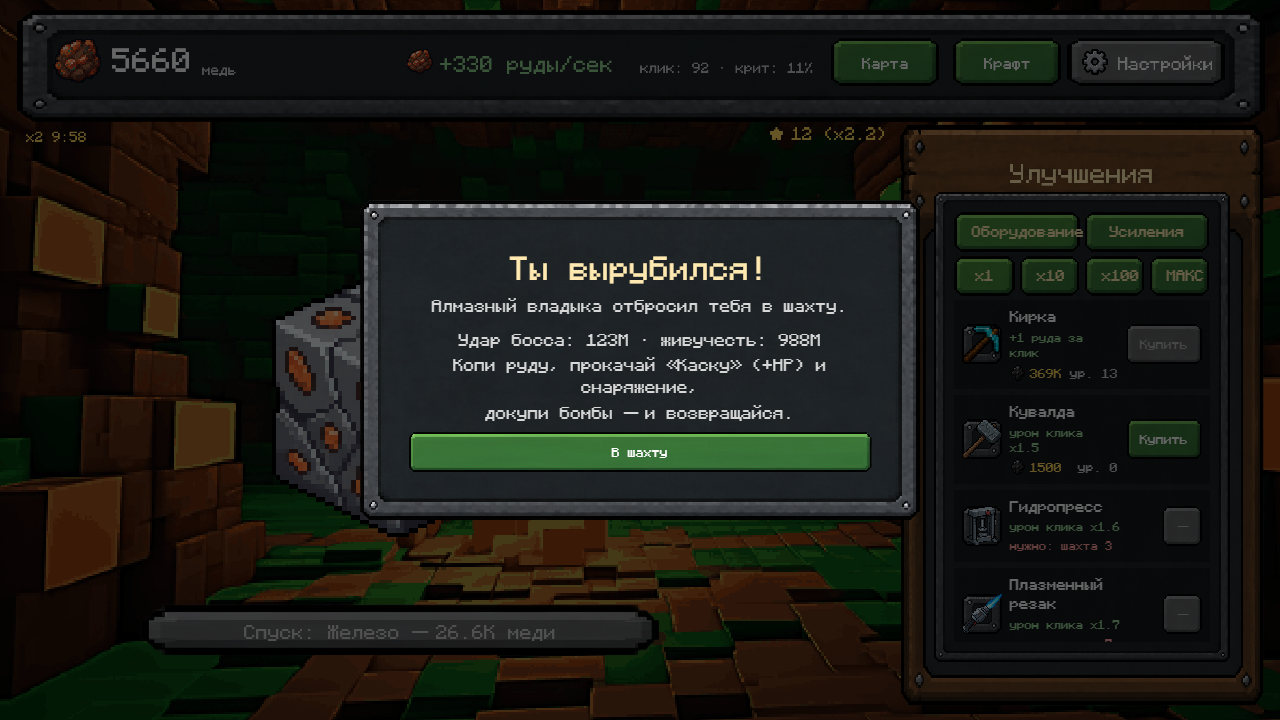 5660 медь
+330 руды/сек
клик: 92 · крит: 11%
Карта
Крафт
Настройки
x2 9:58
12 (x2.2)
Улучшения
Оборудование
Усиления
x1
x10
x100
МАКС
Кирка
+1 руда за
клик
369K ур. 13
Купить
Кувалда
урон клика
x1.5
1500 ур. 0
Купить
Гидропресс
урон клика x1.6
нужно: шахта 3
—
Плазменный
резак
урон клика x1.7
—
Ты вырубился!
Алмазный владыка отбросил тебя в шахту.
Удар босса: 123M · живучесть: 988M
Копи руду, прокачай «Каску» (+HP) и
снаряжение,
докупи бомбы — и возвращайся.
В шахту
Спуск: Железо — 26.6K меди